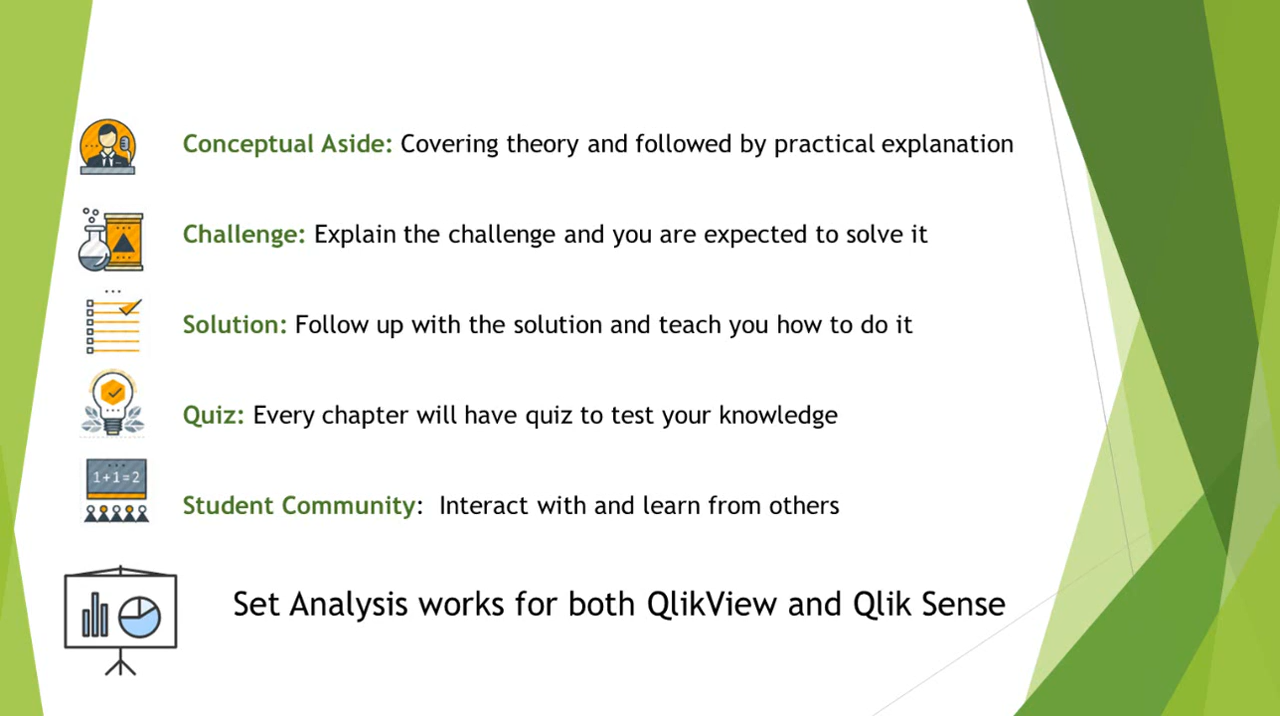 Conceptual Aside: Covering theory and followed by practical explanation
Challenge: Explain the challenge and you are expected to solve it
Solution: Follow up with the solution and teach you how to do it
Quiz: Every chapter will have quiz to test your knowledge
1+1=2
Student Community:  Interact with and learn from others
Set Analysis works for both QlikView and Qlik Sense